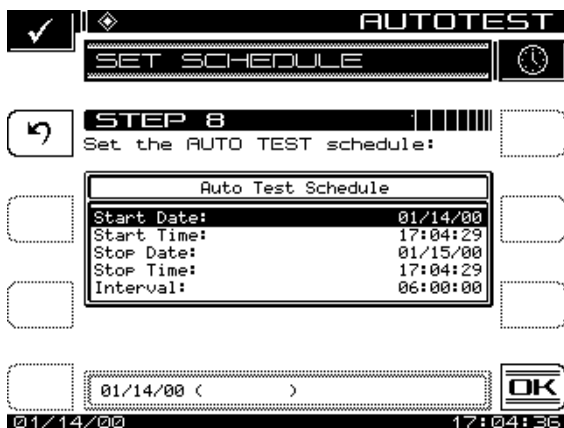 AUTOTEST
SET SCHEDULE
STEP 8
Set the AUTO TEST schedule:
Auto Test Schedule
Start Date: 01/14/00
Start Time: 17:04:29
Stop Date: 01/15/00
Stop Time: 17:04:29
Interval: 06:00:00
01/14/00 ( )
OK
01/14/00 17:04:36